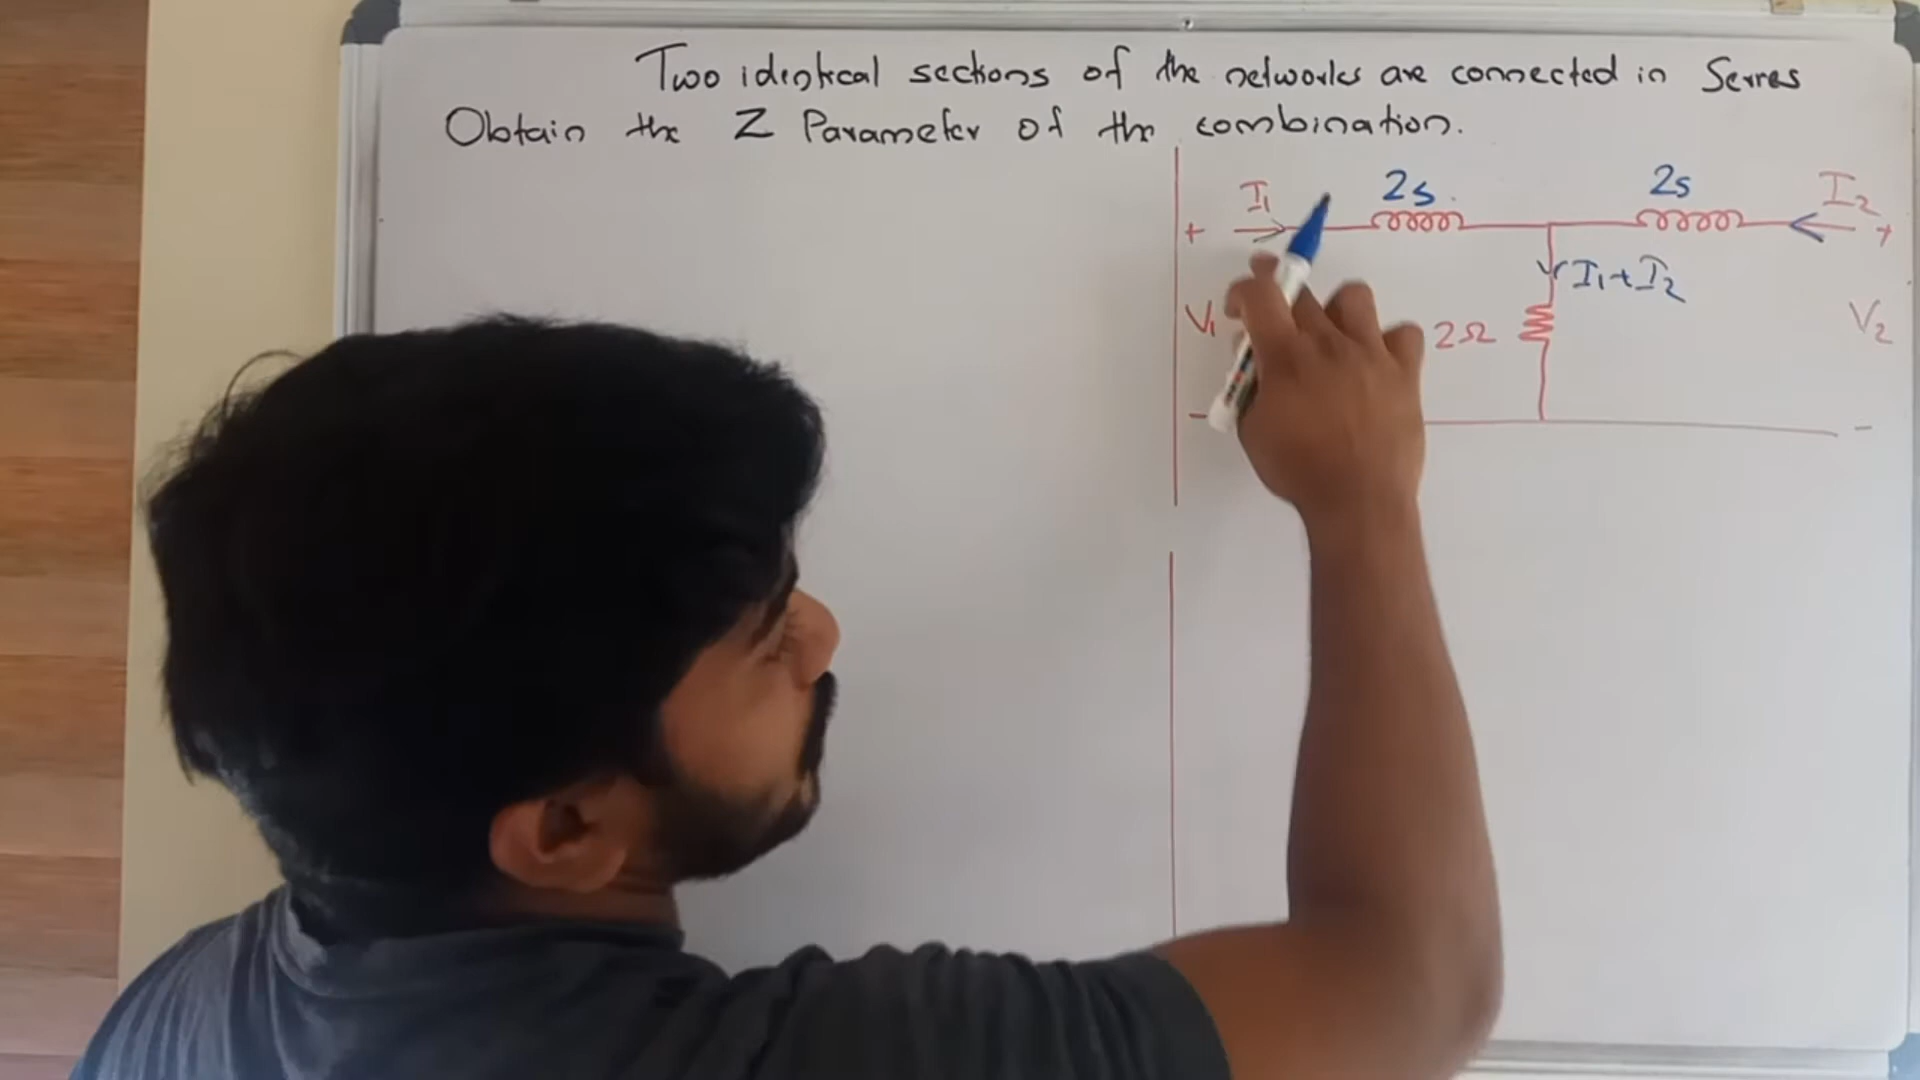 Two identical sections of the networks are connected in Series
Obtain the Z Parameter of the combination.
I₁ 2s 2s I₂
+ +
I₁+I₂
V₁ 2Ω V₂
- -